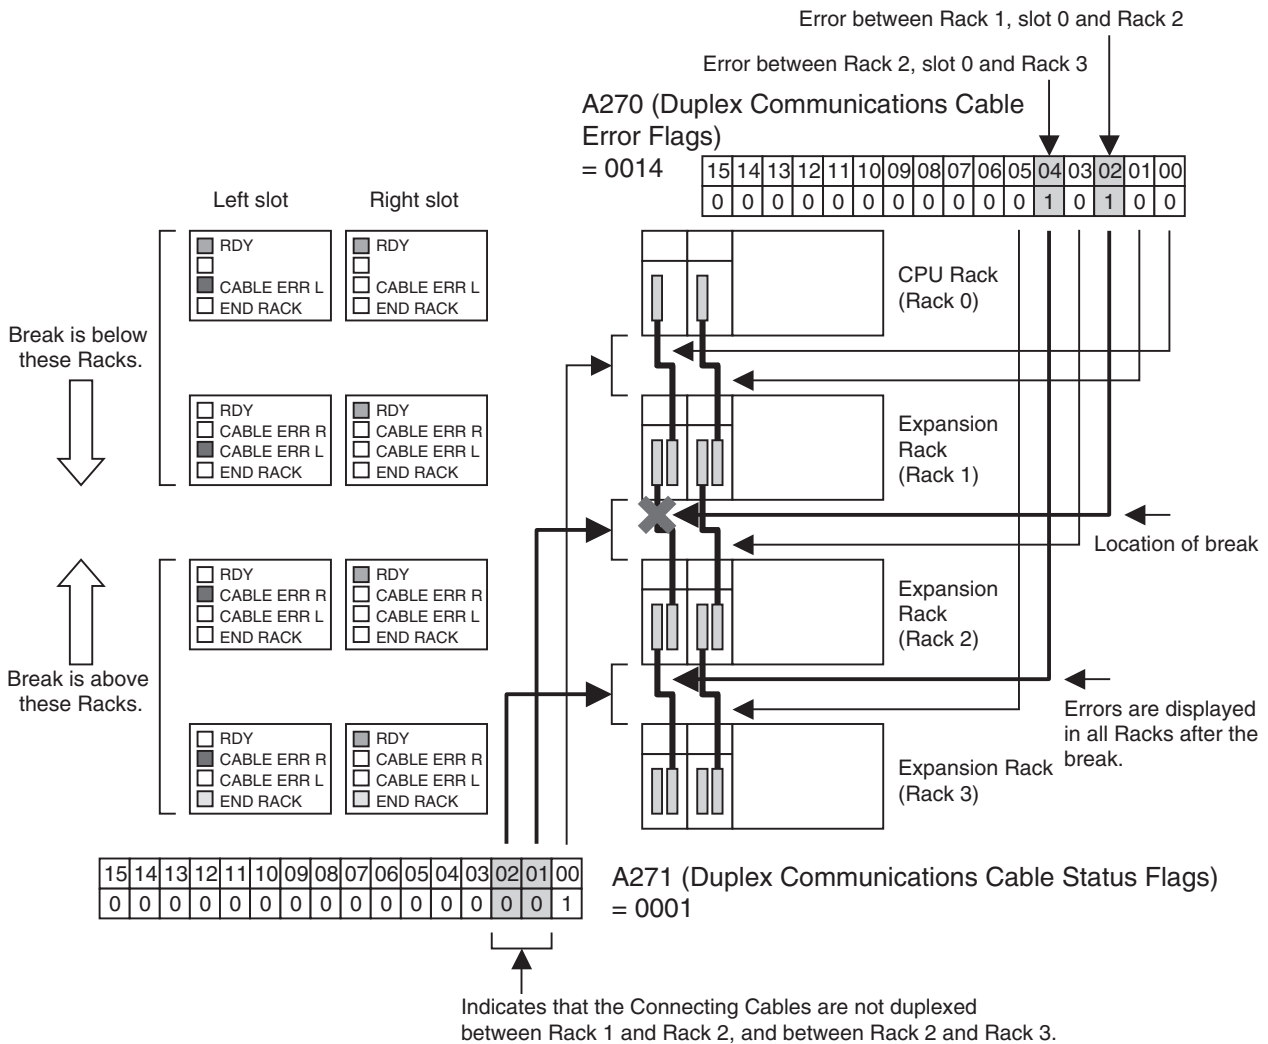 Error between Rack 1, slot 0 and Rack 2
Error between Rack 2, slot 0 and Rack 3
A270 (Duplex Communications Cable
Error Flags)
= 0014
15 14 13 12 11 10 09 08 07 06 05 04 03 02 01 00
0 0 0 0 0 0 0 0 0 0 0 1 0 1 0 0
Left slot
Right slot
RDY
CABLE ERR L
END RACK
RDY
CABLE ERR L
END RACK
CPU Rack
(Rack 0)
Break is below
these Racks.
RDY
CABLE ERR R
CABLE ERR L
END RACK
RDY
CABLE ERR R
CABLE ERR L
END RACK
Expansion
Rack
(Rack 1)
Location of break
RDY
CABLE ERR R
CABLE ERR L
END RACK
RDY
CABLE ERR R
CABLE ERR L
END RACK
Expansion
Rack
(Rack 2)
Break is above
these Racks.
Errors are displayed
in all Racks after the
break.
RDY
CABLE ERR R
CABLE ERR L
END RACK
RDY
CABLE ERR R
CABLE ERR L
END RACK
Expansion Rack
(Rack 3)
15 14 13 12 11 10 09 08 07 06 05 04 03 02 01 00
0 0 0 0 0 0 0 0 0 0 0 0 0 0 0 1
A271 (Duplex Communications Cable Status Flags)
= 0001
Indicates that the Connecting Cables are not duplexed
between Rack 1 and Rack 2, and between Rack 2 and Rack 3.